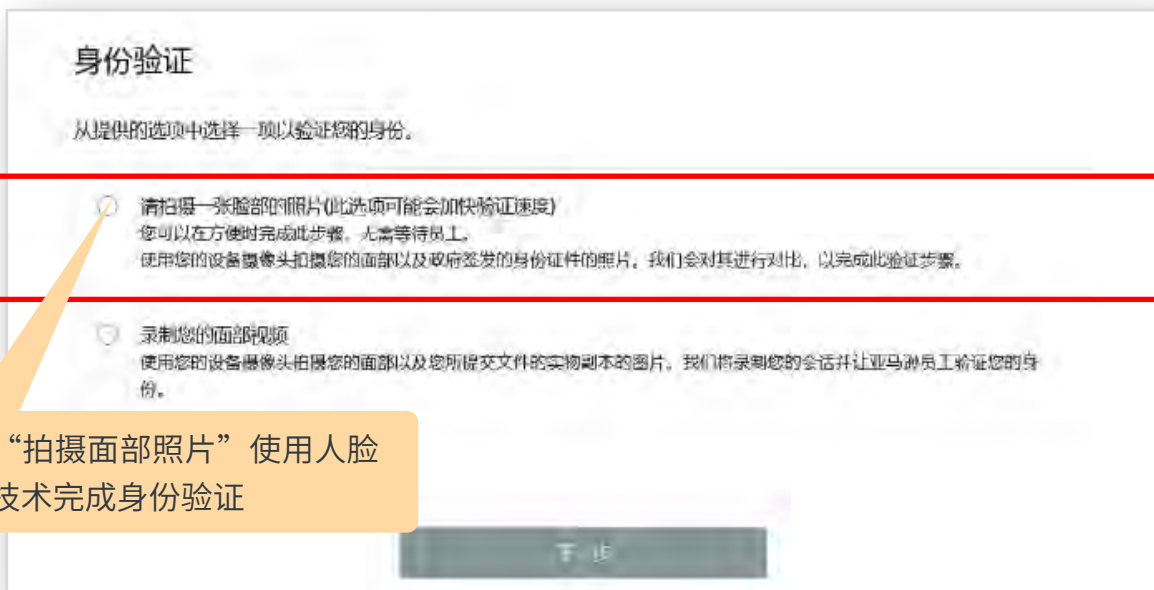 身份验证
从提供的选项中选择一项以验证您的身份。
请拍摄一张脸部的照片(此选项可能会加快验证速度)
您可以在方便时完成此步骤，无需等待员工。
使用您的设备摄像头拍摄您的面部以及政府签发的身份证件的照片。我们会对其进行对比，以完成此验证步骤。
录制您的面部视频
使用您的设备摄像头拍摄您的面部以及您所提交文件的实物副本的图片。我们将录制您的会话并让亚马逊员工验证您的身
份。
“拍摄面部照片”使用人脸
技术完成身份验证
下一步